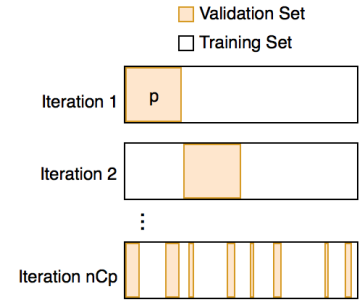 Validation Set
Training Set
Iteration 1
p
Iteration 2
⋮
Iteration nCp